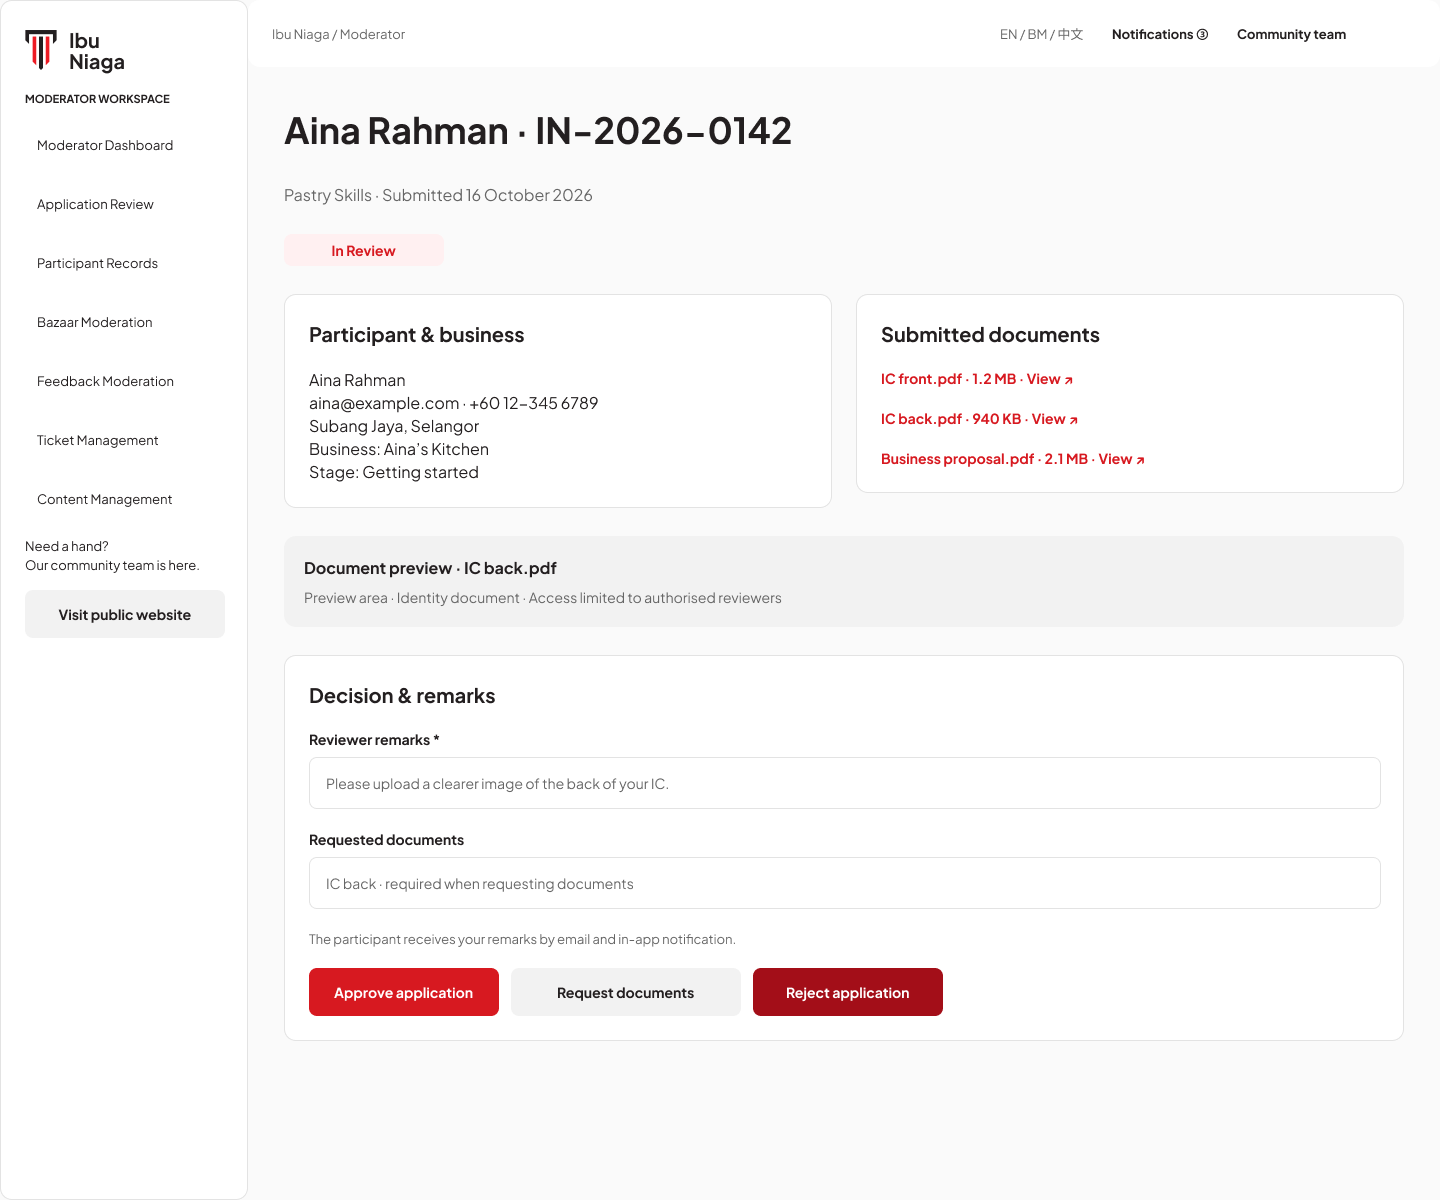 Ibu
Niaga
MODERATOR WORKSPACE
Moderator Dashboard
Application Review
Participant Records
Bazaar Moderation
Feedback Moderation
Ticket Management
Content Management
Need a hand?
Our community team is here.
Visit public website
Ibu Niaga / Moderator
EN / BM / 中文
Notifications ③
Community team
Aina Rahman · IN-2026-0142
Pastry Skills · Submitted 16 October 2026
In Review
Participant & business
Aina Rahman
aina@example.com · +60 12-345 6789
Subang Jaya, Selangor
Business: Aina’s Kitchen
Stage: Getting started
Submitted documents
IC front.pdf · 1.2 MB · View ↗
IC back.pdf · 940 KB · View ↗
Business proposal.pdf · 2.1 MB · View ↗
Document preview · IC back.pdf
Preview area · Identity document · Access limited to authorised reviewers
Decision & remarks
Reviewer remarks *
Please upload a clearer image of the back of your IC.
Requested documents
IC back · required when requesting documents
The participant receives your remarks by email and in-app notification.
Approve application
Request documents
Reject application